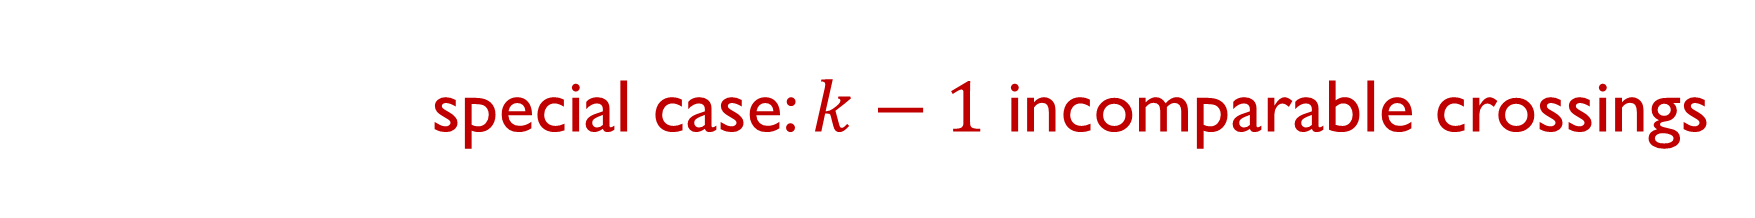 special case: k − 1 incomparable crossings